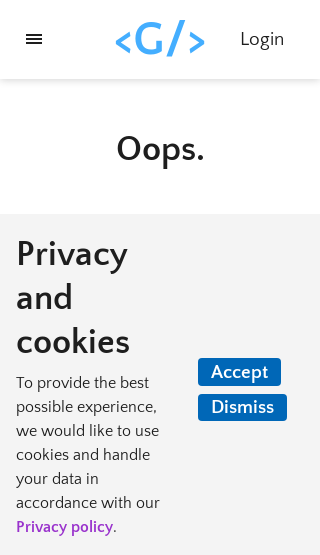 <G/>
Login
Oops.
Privacy
and
cookies
To provide the best
possible experience,
we would like to use
cookies and handle
your data in
accordance with our
Privacy policy.
Accept
Dismiss